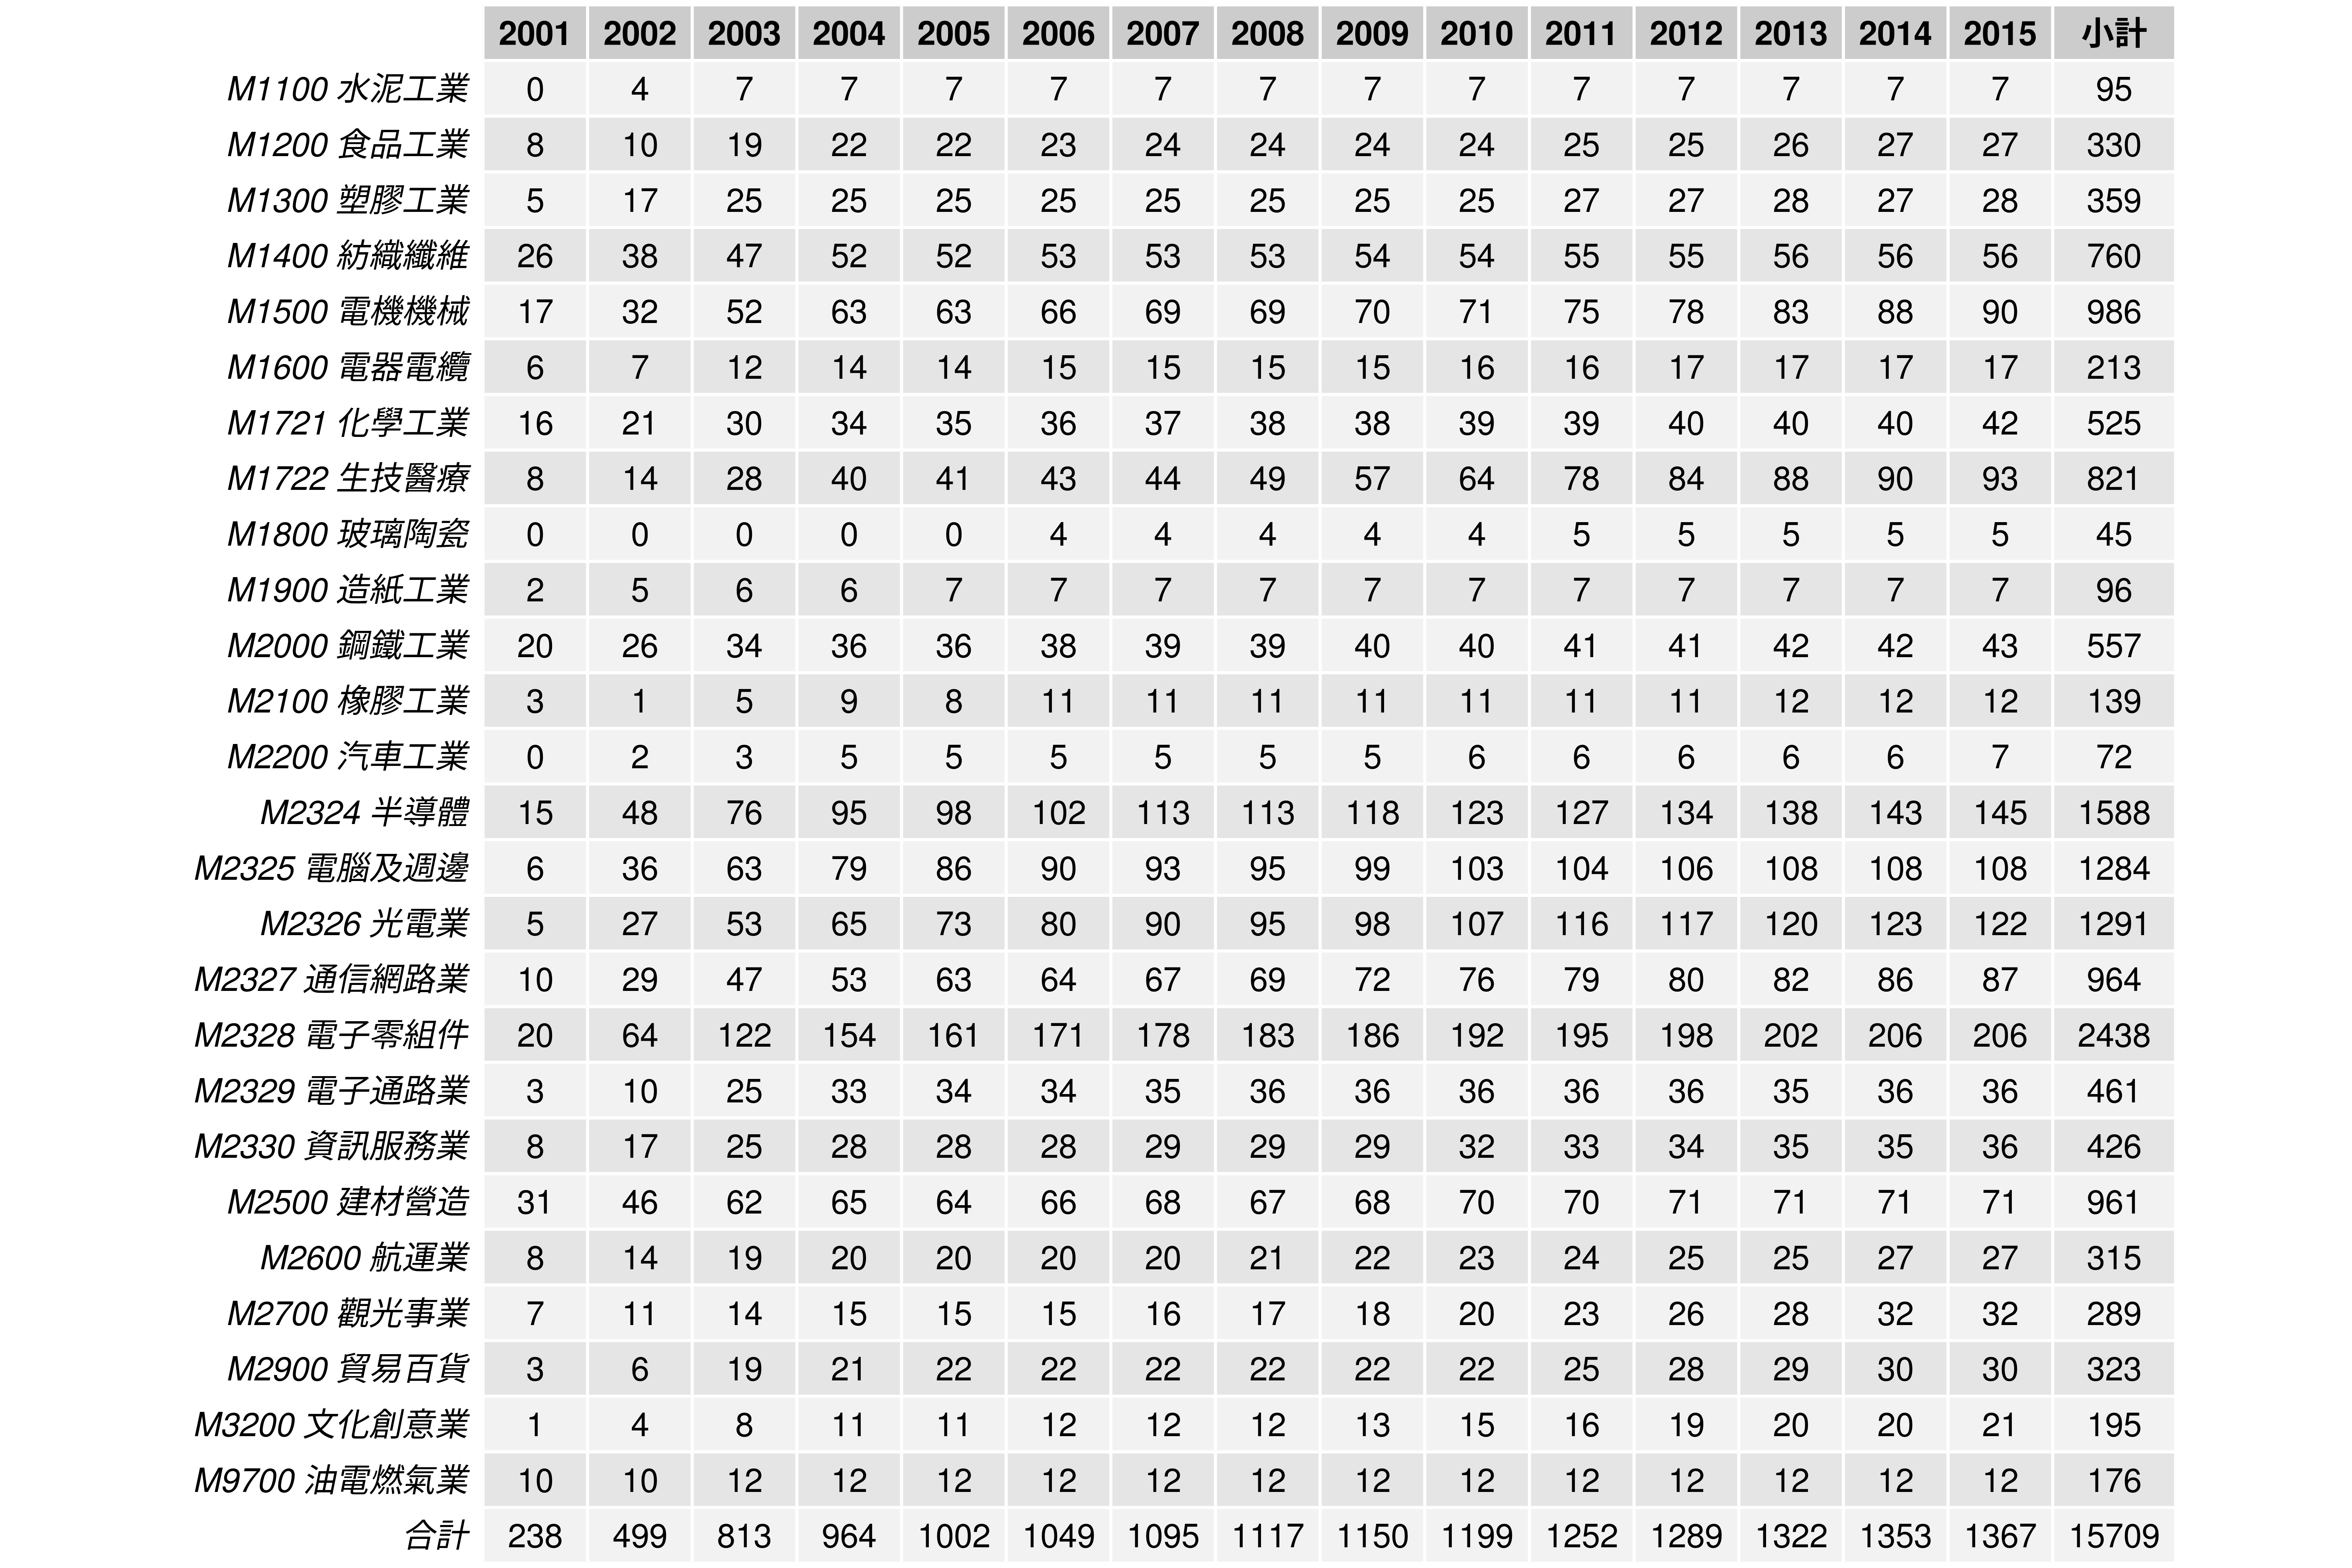 2001 2002 2003 2004 2005 2006 2007 2008 2009 2010 2011 2012 2013 2014 2015 小計
M1100 水泥工業 0 4 7 7 7 7 7 7 7 7 7 7 7 7 7 95
M1200 食品工業 8 10 19 22 22 23 24 24 24 24 25 25 26 27 27 330
M1300 塑膠工業 5 17 25 25 25 25 25 25 25 25 27 27 28 27 28 359
M1400 紡織纖維 26 38 47 52 52 53 53 53 54 54 55 55 56 56 56 760
M1500 電機機械 17 32 52 63 63 66 69 69 70 71 75 78 83 88 90 986
M1600 電器電纜 6 7 12 14 14 15 15 15 15 16 16 17 17 17 17 213
M1721 化學工業 16 21 30 34 35 36 37 38 38 39 39 40 40 40 42 525
M1722 生技醫療 8 14 28 40 41 43 44 49 57 64 78 84 88 90 93 821
M1800 玻璃陶瓷 0 0 0 0 0 4 4 4 4 4 5 5 5 5 5 45
M1900 造紙工業 2 5 6 6 7 7 7 7 7 7 7 7 7 7 7 96
M2000 鋼鐵工業 20 26 34 36 36 38 39 39 40 40 41 41 42 42 43 557
M2100 橡膠工業 3 1 5 9 8 11 11 11 11 11 11 11 12 12 12 139
M2200 汽車工業 0 2 3 5 5 5 5 5 5 6 6 6 6 6 7 72
M2324 半導體 15 48 76 95 98 102 113 113 118 123 127 134 138 143 145 1588
M2325 電腦及週邊 6 36 63 79 86 90 93 95 99 103 104 106 108 108 108 1284
M2326 光電業 5 27 53 65 73 80 90 95 98 107 116 117 120 123 122 1291
M2327 通信網路業 10 29 47 53 63 64 67 69 72 76 79 80 82 86 87 964
M2328 電子零組件 20 64 122 154 161 171 178 183 186 192 195 198 202 206 206 2438
M2329 電子通路業 3 10 25 33 34 34 35 36 36 36 36 36 35 36 36 461
M2330 資訊服務業 8 17 25 28 28 28 29 29 29 32 33 34 35 35 36 426
M2500 建材營造 31 46 62 65 64 66 68 67 68 70 70 71 71 71 71 961
M2600 航運業 8 14 19 20 20 20 20 21 22 23 24 25 25 27 27 315
M2700 觀光事業 7 11 14 15 15 15 16 17 18 20 23 26 28 32 32 289
M2900 貿易百貨 3 6 19 21 22 22 22 22 22 22 25 28 29 30 30 323
M3200 文化創意業 1 4 8 11 11 12 12 12 13 15 16 19 20 20 21 195
M9700 油電燃氣業 10 10 12 12 12 12 12 12 12 12 12 12 12 12 12 176
合計 238 499 813 964 1002 1049 1095 1117 1150 1199 1252 1289 1322 1353 1367 15709